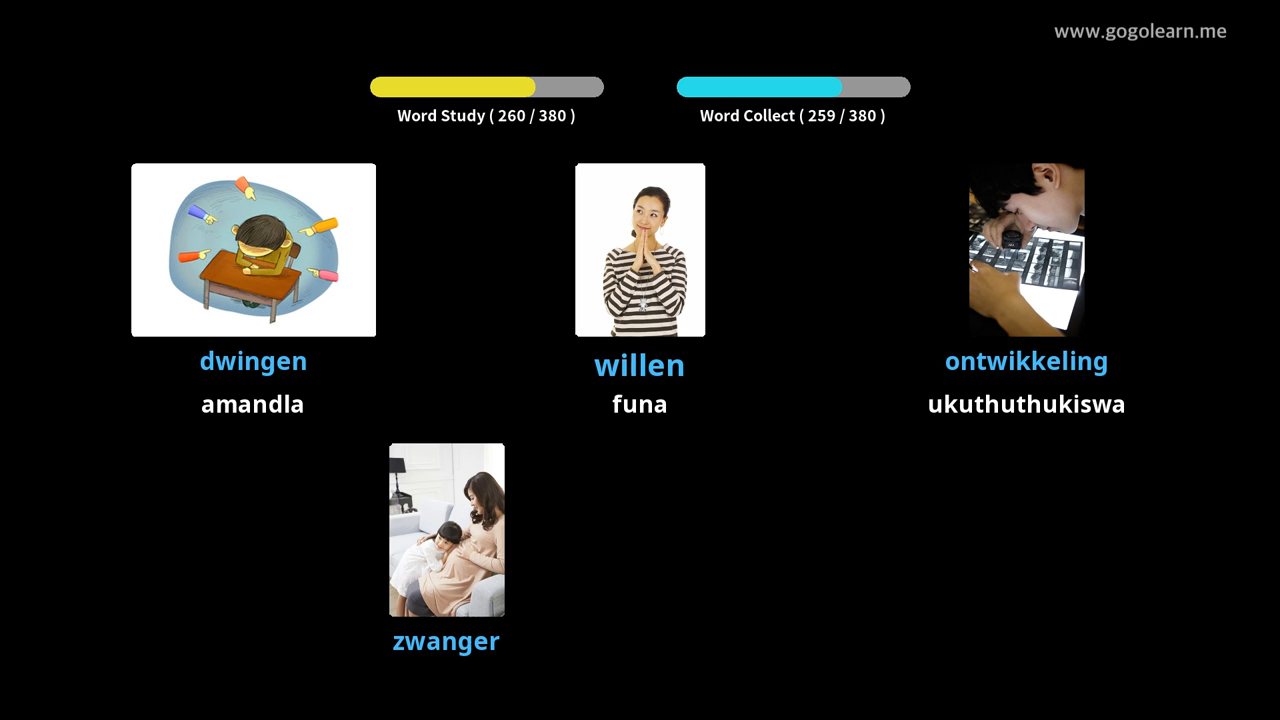 www.gogolearn.me
Word Study ( 260 / 380 )
Word Collect ( 259 / 380 )
dwingen
amandla
willen
funa
ontwikkeling
ukuthuthukiswa
zwanger